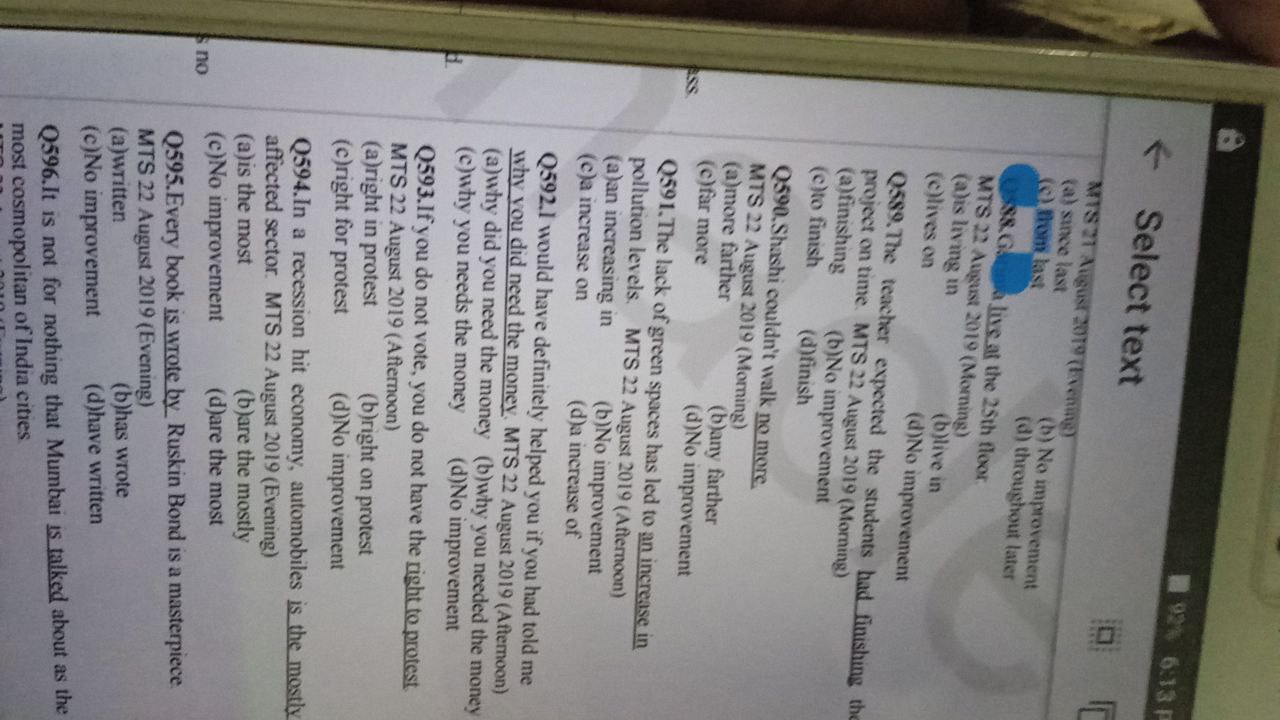 92% 6:13
← Select text
MTS 21 August 2019 (Evening)
(a) since last (b) No improvement
(c) from last (d) throughout later
live at the 25th floor
MTS 22 August 2019 (Morning)
(a)is living in (b)live in
(c)lives on (d)No improvement
Q589.The teacher expected the students had finishing the
project on time. MTS 22 August 2019 (Morning)
(a)finishing (b)No improvement
(c)to finish (d)finish
Q590.Shashi couldn't walk no more.
MTS 22 August 2019 (Morning)
(a)more farther (b)any farther
(c)far more (d)No improvement
ass.
Q591.The lack of green spaces has led to an increase in
pollution levels. MTS 22 August 2019 (Afternoon)
(a)an increasing in (b)No improvement
(c)a increase on (d)a increase of
Q592.I would have definitely helped you if you had told me
why you did need the money. MTS 22 August 2019 (Afternoon)
(a)why did you need the money (b)why you needed the money
(c)why you needs the money (d)No improvement
d.
Q593.If you do not vote, you do not have the right to protest.
MTS 22 August 2019 (Afternoon)
(a)right in protest (b)right on protest
(c)right for protest (d)No improvement
Q594.In a recession hit economy, automobiles is the mostly
affected sector. MTS 22 August 2019 (Evening)
(a)is the most (b)are the mostly
(c)No improvement (d)are the most
s no
Q595.Every book is wrote by Ruskin Bond is a masterpiece.
MTS 22 August 2019 (Evening)
(a)written (b)has wrote
(c)No improvement (d)have written
Q596.It is not for nothing that Mumbai is talked about as the
most cosmopolitan of India cities.